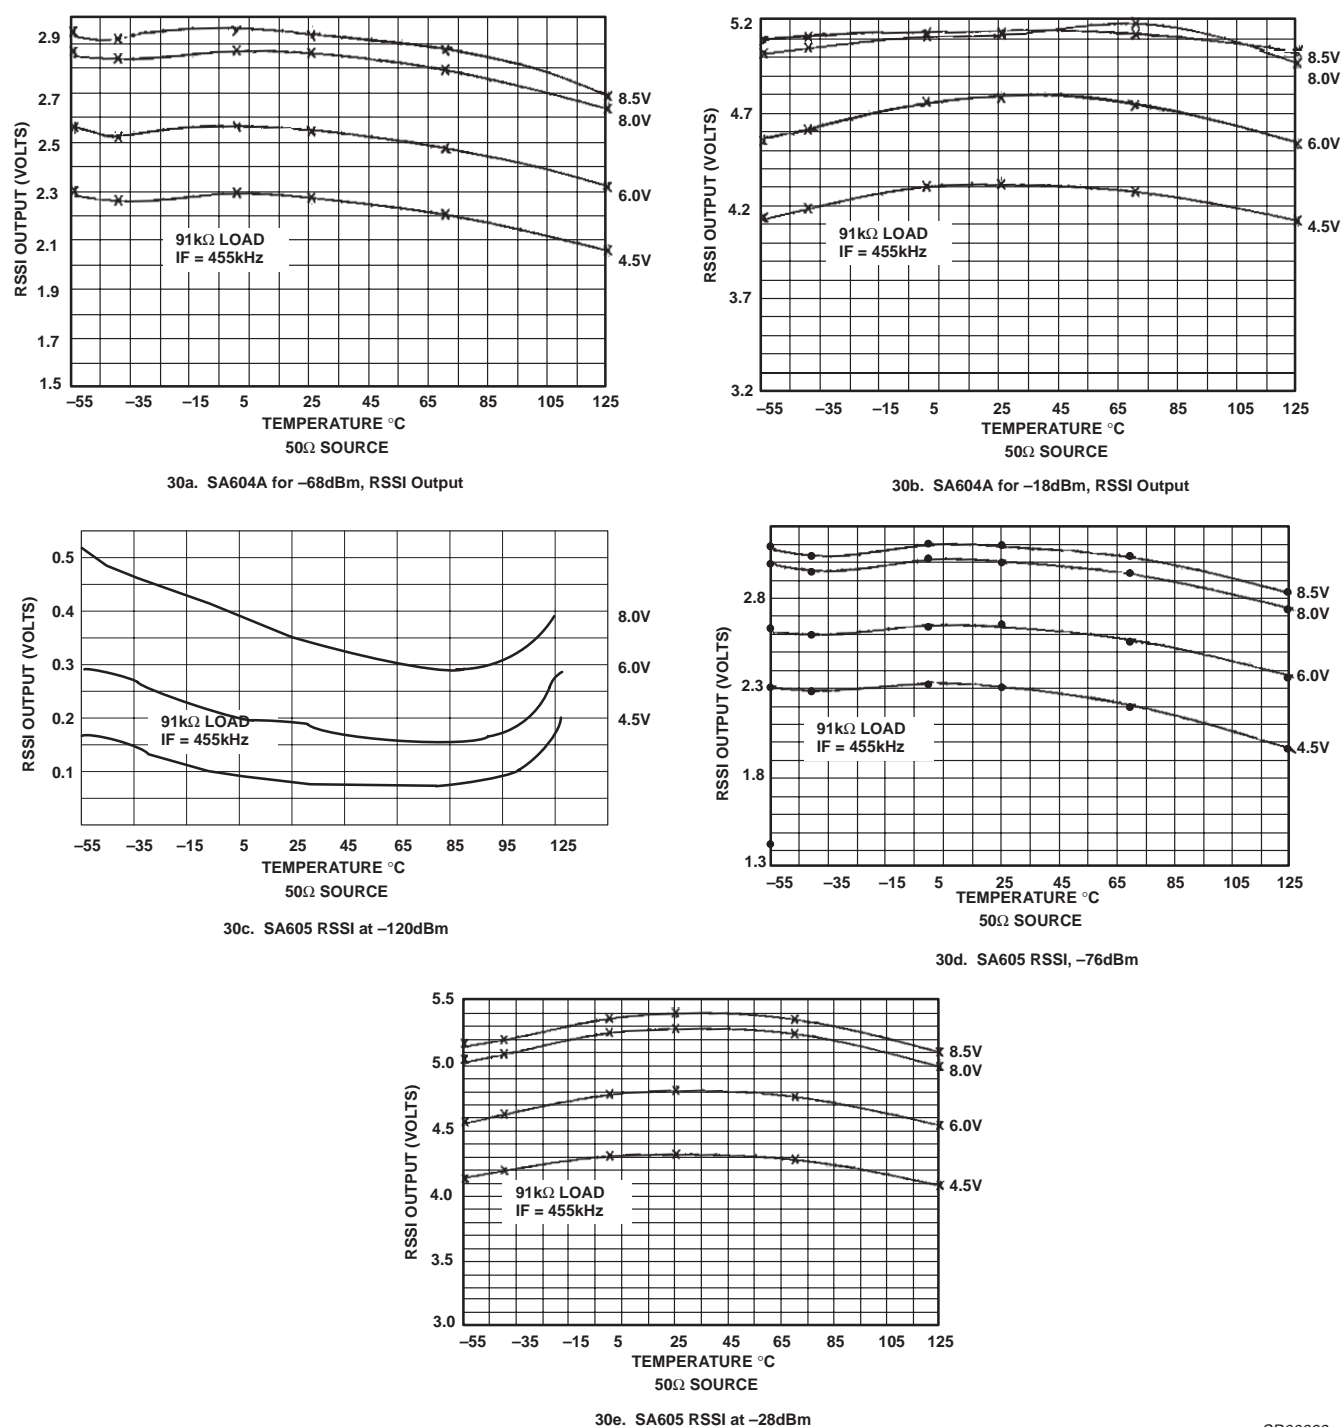 RSSI OUTPUT (VOLTS)
2.9
2.7
2.5
2.3
2.1
1.9
1.7
1.5
8.5V
8.0V
6.0V
4.5V
91kΩ LOAD
IF = 455kHz
–55 –35 –15 5 25 45 65 85 105 125
TEMPERATURE °C
50Ω SOURCE
30a. SA604A for –68dBm, RSSI Output
RSSI OUTPUT (VOLTS)
5.2
4.7
4.2
3.7
3.2
8.5V
8.0V
6.0V
4.5V
91kΩ LOAD
IF = 455kHz
–55 –35 –15 5 25 45 65 85 105 125
TEMPERATURE °C
50Ω SOURCE
30b. SA604A for –18dBm, RSSI Output
RSSI OUTPUT (VOLTS)
0.5
0.4
0.3
0.2
0.1
8.0V
6.0V
4.5V
91kΩ LOAD
IF = 455kHz
–55 –35 –15 5 25 45 65 85 95 125
TEMPERATURE °C
50Ω SOURCE
30c. SA605 RSSI at –120dBm
RSSI OUTPUT (VOLTS)
2.8
2.3
1.8
1.3
8.5V
8.0V
6.0V
4.5V
91kΩ LOAD
IF = 455kHz
–55 –35 –15 5 25 45 65 85 105 125
TEMPERATURE °C
50Ω SOURCE
30d. SA605 RSSI, –76dBm
RSSI OUTPUT (VOLTS)
5.5
5.0
4.5
4.0
3.5
3.0
8.5V
8.0V
6.0V
4.5V
91kΩ LOAD
IF = 455kHz
–55 –35 –15 5 25 45 65 85 105 125
TEMPERATURE °C
50Ω SOURCE
30e. SA605 RSSI at –28dBm